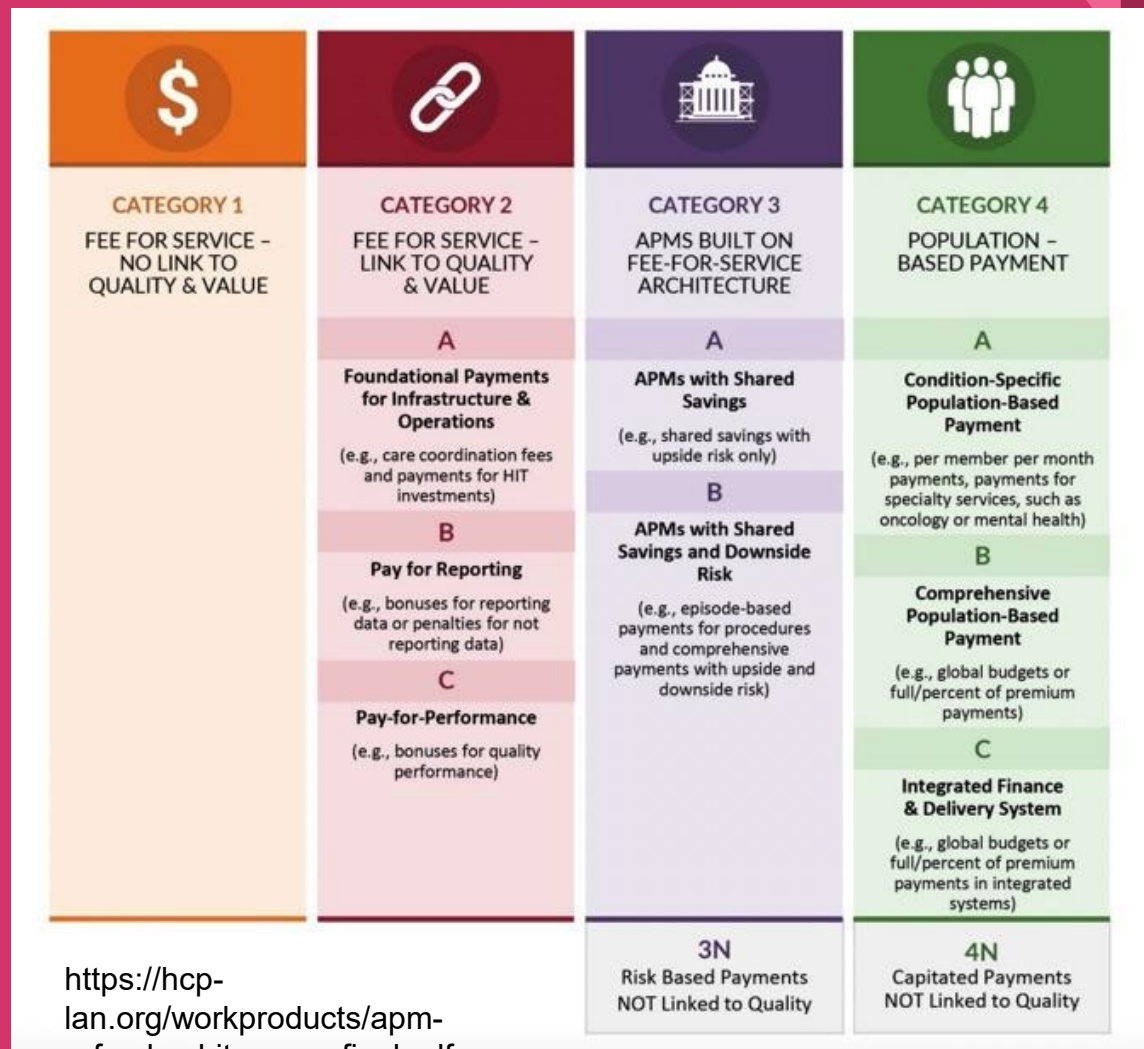 $
CATEGORY 1
FEE FOR SERVICE –
NO LINK TO
QUALITY & VALUE
CATEGORY 2
FEE FOR SERVICE –
LINK TO QUALITY
& VALUE
A
Foundational Payments
for Infrastructure &
Operations
(e.g., care coordination fees
and payments for HIT
investments)
B
Pay for Reporting
(e.g., bonuses for reporting
data or penalties for not
reporting data)
C
Pay-for-Performance
(e.g., bonuses for quality
performance)
CATEGORY 3
APMS BUILT ON
FEE-FOR-SERVICE
ARCHITECTURE
A
APMs with Shared
Savings
(e.g., shared savings with
upside risk only)
B
APMs with Shared
Savings and Downside
Risk
(e.g., episode-based
payments for procedures
and comprehensive
payments with upside and
downside risk)
3N
Risk Based Payments
NOT Linked to Quality
CATEGORY 4
POPULATION –
BASED PAYMENT
A
Condition-Specific
Population-Based
Payment
(e.g., per member per month
payments, payments for
specialty services, such as
oncology or mental health)
B
Comprehensive
Population-Based
Payment
(e.g., global budgets or
full/percent of premium
payments)
C
Integrated Finance
& Delivery System
(e.g., global budgets or
full/percent of premium
payments in integrated
systems)
4N
Capitated Payments
NOT Linked to Quality
https://hcp-
lan.org/workproducts/apm-